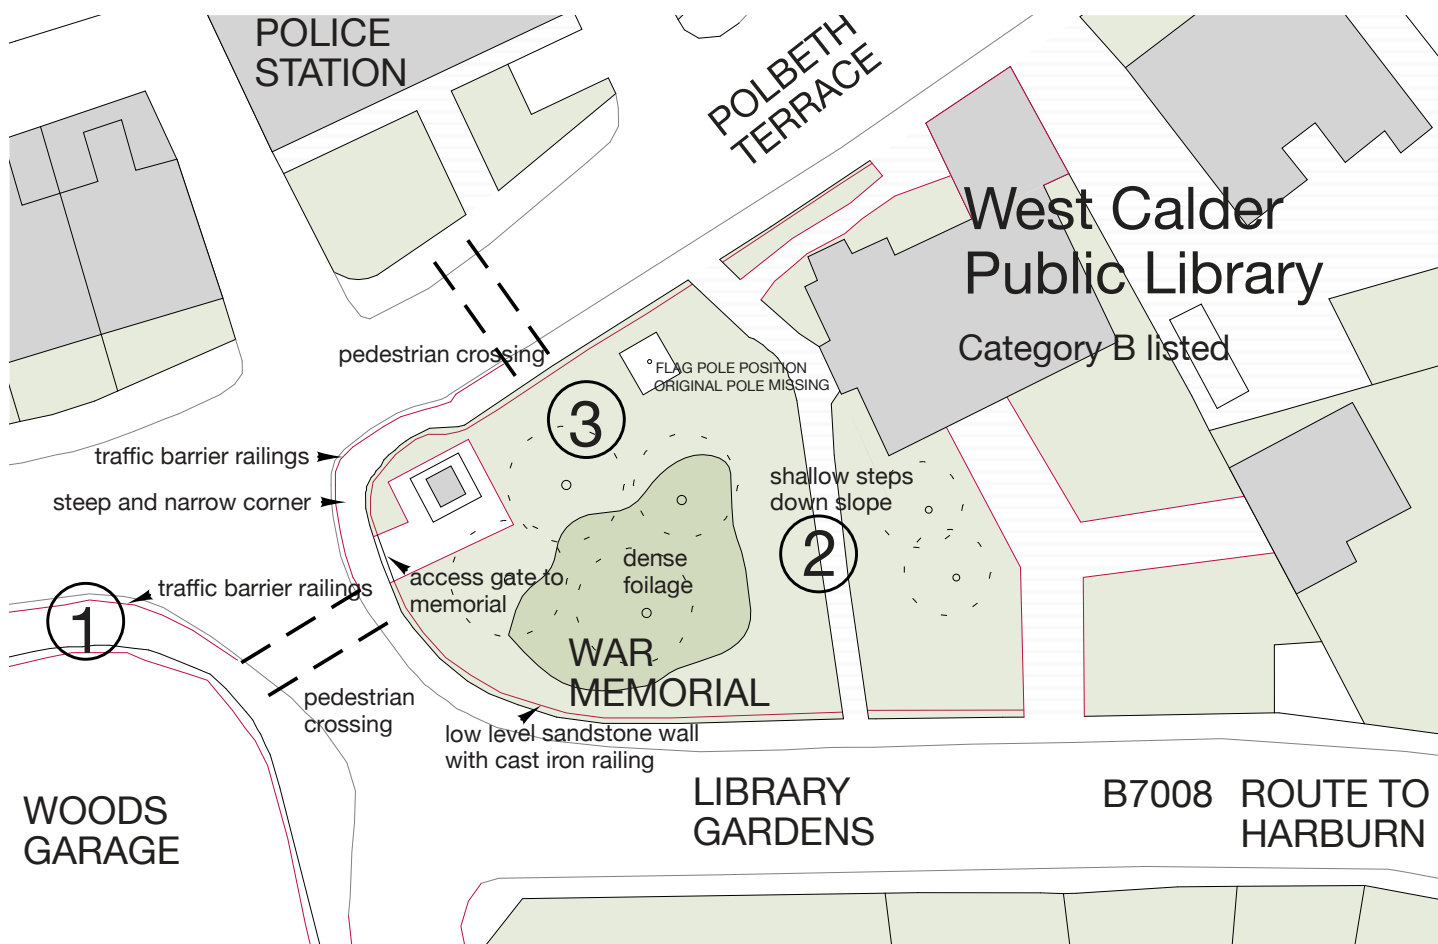 POLICE
STATION
POLBETH
TERRACE
West Calder
Public Library
Category B listed
pedestrian crossing
FLAG POLE POSITION
ORIGINAL POLE MISSING
3
traffic barrier railings
steep and narrow corner
shallow steps
down slope
2
dense
foliage
access gate to
memorial
traffic barrier railings
1
WAR
MEMORIAL
pedestrian
crossing
low level sandstone wall
with cast iron railing
WOODS
GARAGE
LIBRARY
GARDENS
B7008
ROUTE TO
HARBURN